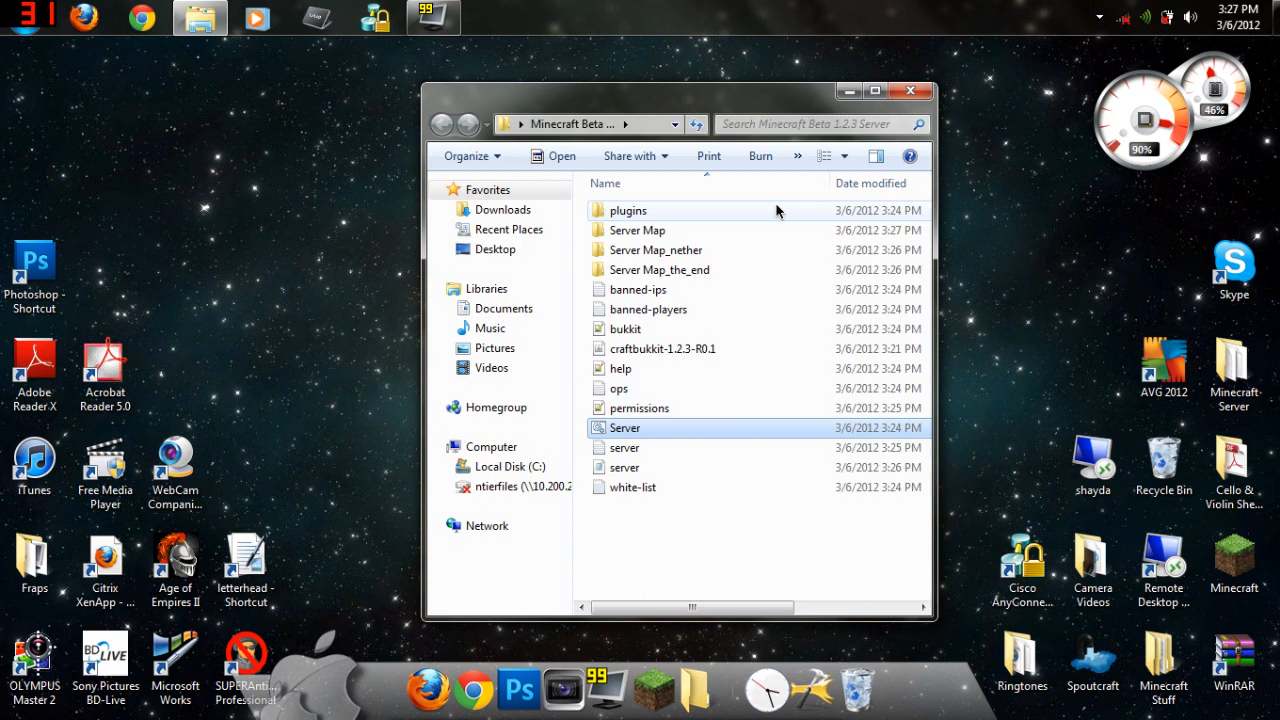 31
99
3:27 PM
3/6/2012
46%
90%
Minecraft Beta ...
Search Minecraft Beta 1.2.3 Server
Organize
Open
Share with
Print
Burn
»
Name
Date modified
Favorites
Downloads
Recent Places
Desktop
Libraries
Documents
Music
Pictures
Videos
Homegroup
Computer
Local Disk (C:)
ntierfiles (\\10.200.2
Network
plugins 3/6/2012 3:24 PM
Server Map 3/6/2012 3:27 PM
Server Map_nether 3/6/2012 3:26 PM
Server Map_the_end 3/6/2012 3:26 PM
banned-ips 3/6/2012 3:24 PM
banned-players 3/6/2012 3:24 PM
bukkit 3/6/2012 3:24 PM
craftbukkit-1.2.3-R0.1 3/6/2012 3:21 PM
help 3/6/2012 3:24 PM
ops 3/6/2012 3:24 PM
permissions 3/6/2012 3:25 PM
Server 3/6/2012 3:24 PM
server 3/6/2012 3:25 PM
server 3/6/2012 3:26 PM
white-list 3/6/2012 3:24 PM
Ps
Photoshop -
Shortcut
Adobe
Reader X
Acrobat
Reader 5.0
iTunes
Free Media
Player
WebCam
Compani...
Fraps
Citrix
XenApp - ...
Age of
Empires II
letterhead -
Shortcut
OLYMPUS
Master 2
BD LIVE
Sony Pictures
BD-Live
Microsoft
Works
SUPERAnti...
Professional
Skype
AVG 2012
Minecraft
Server
shayda
Recycle Bin
Cello &
Violin She...
Cisco
AnyConne...
Camera
Videos
Remote
Desktop ...
Minecraft
Ringtones
Spoutcraft
Minecraft
Stuff
WinRAR
Ps
99